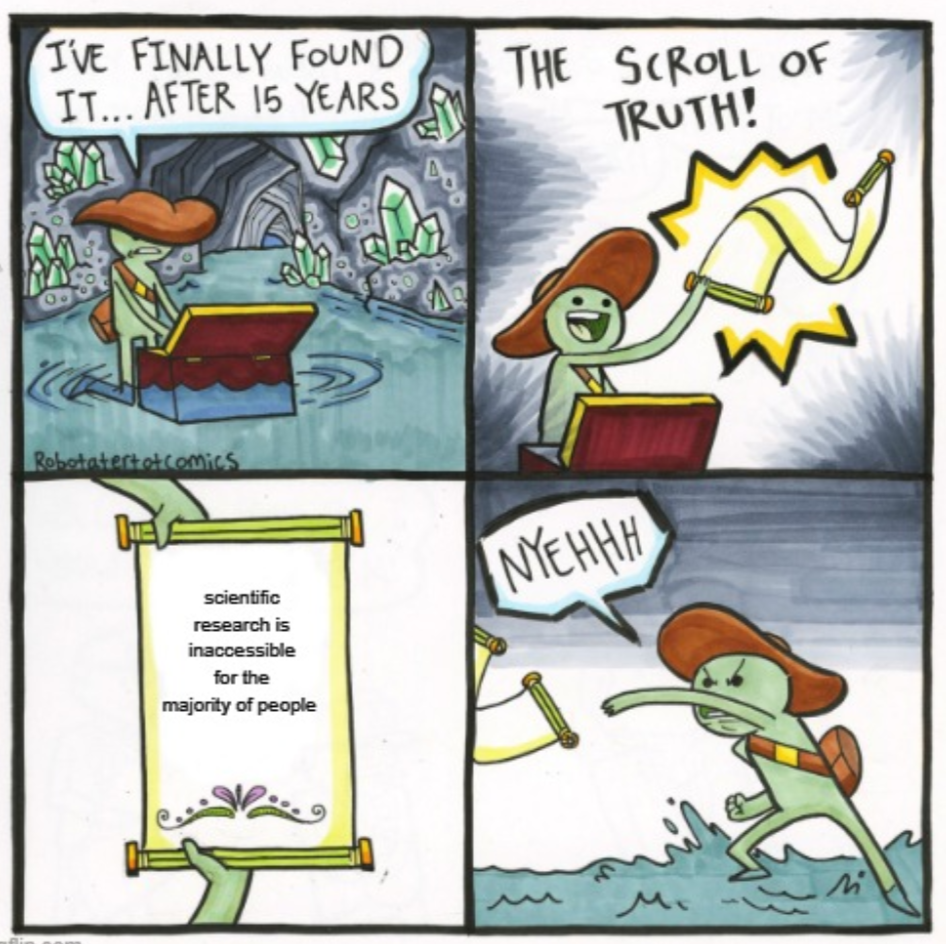 I'VE FINALLY FOUND
IT... AFTER 15 YEARS
THE SCROLL OF
TRUTH!
Robotatertotcomics
scientific
research is
inaccessible
for the
majority of people
NYEHHH